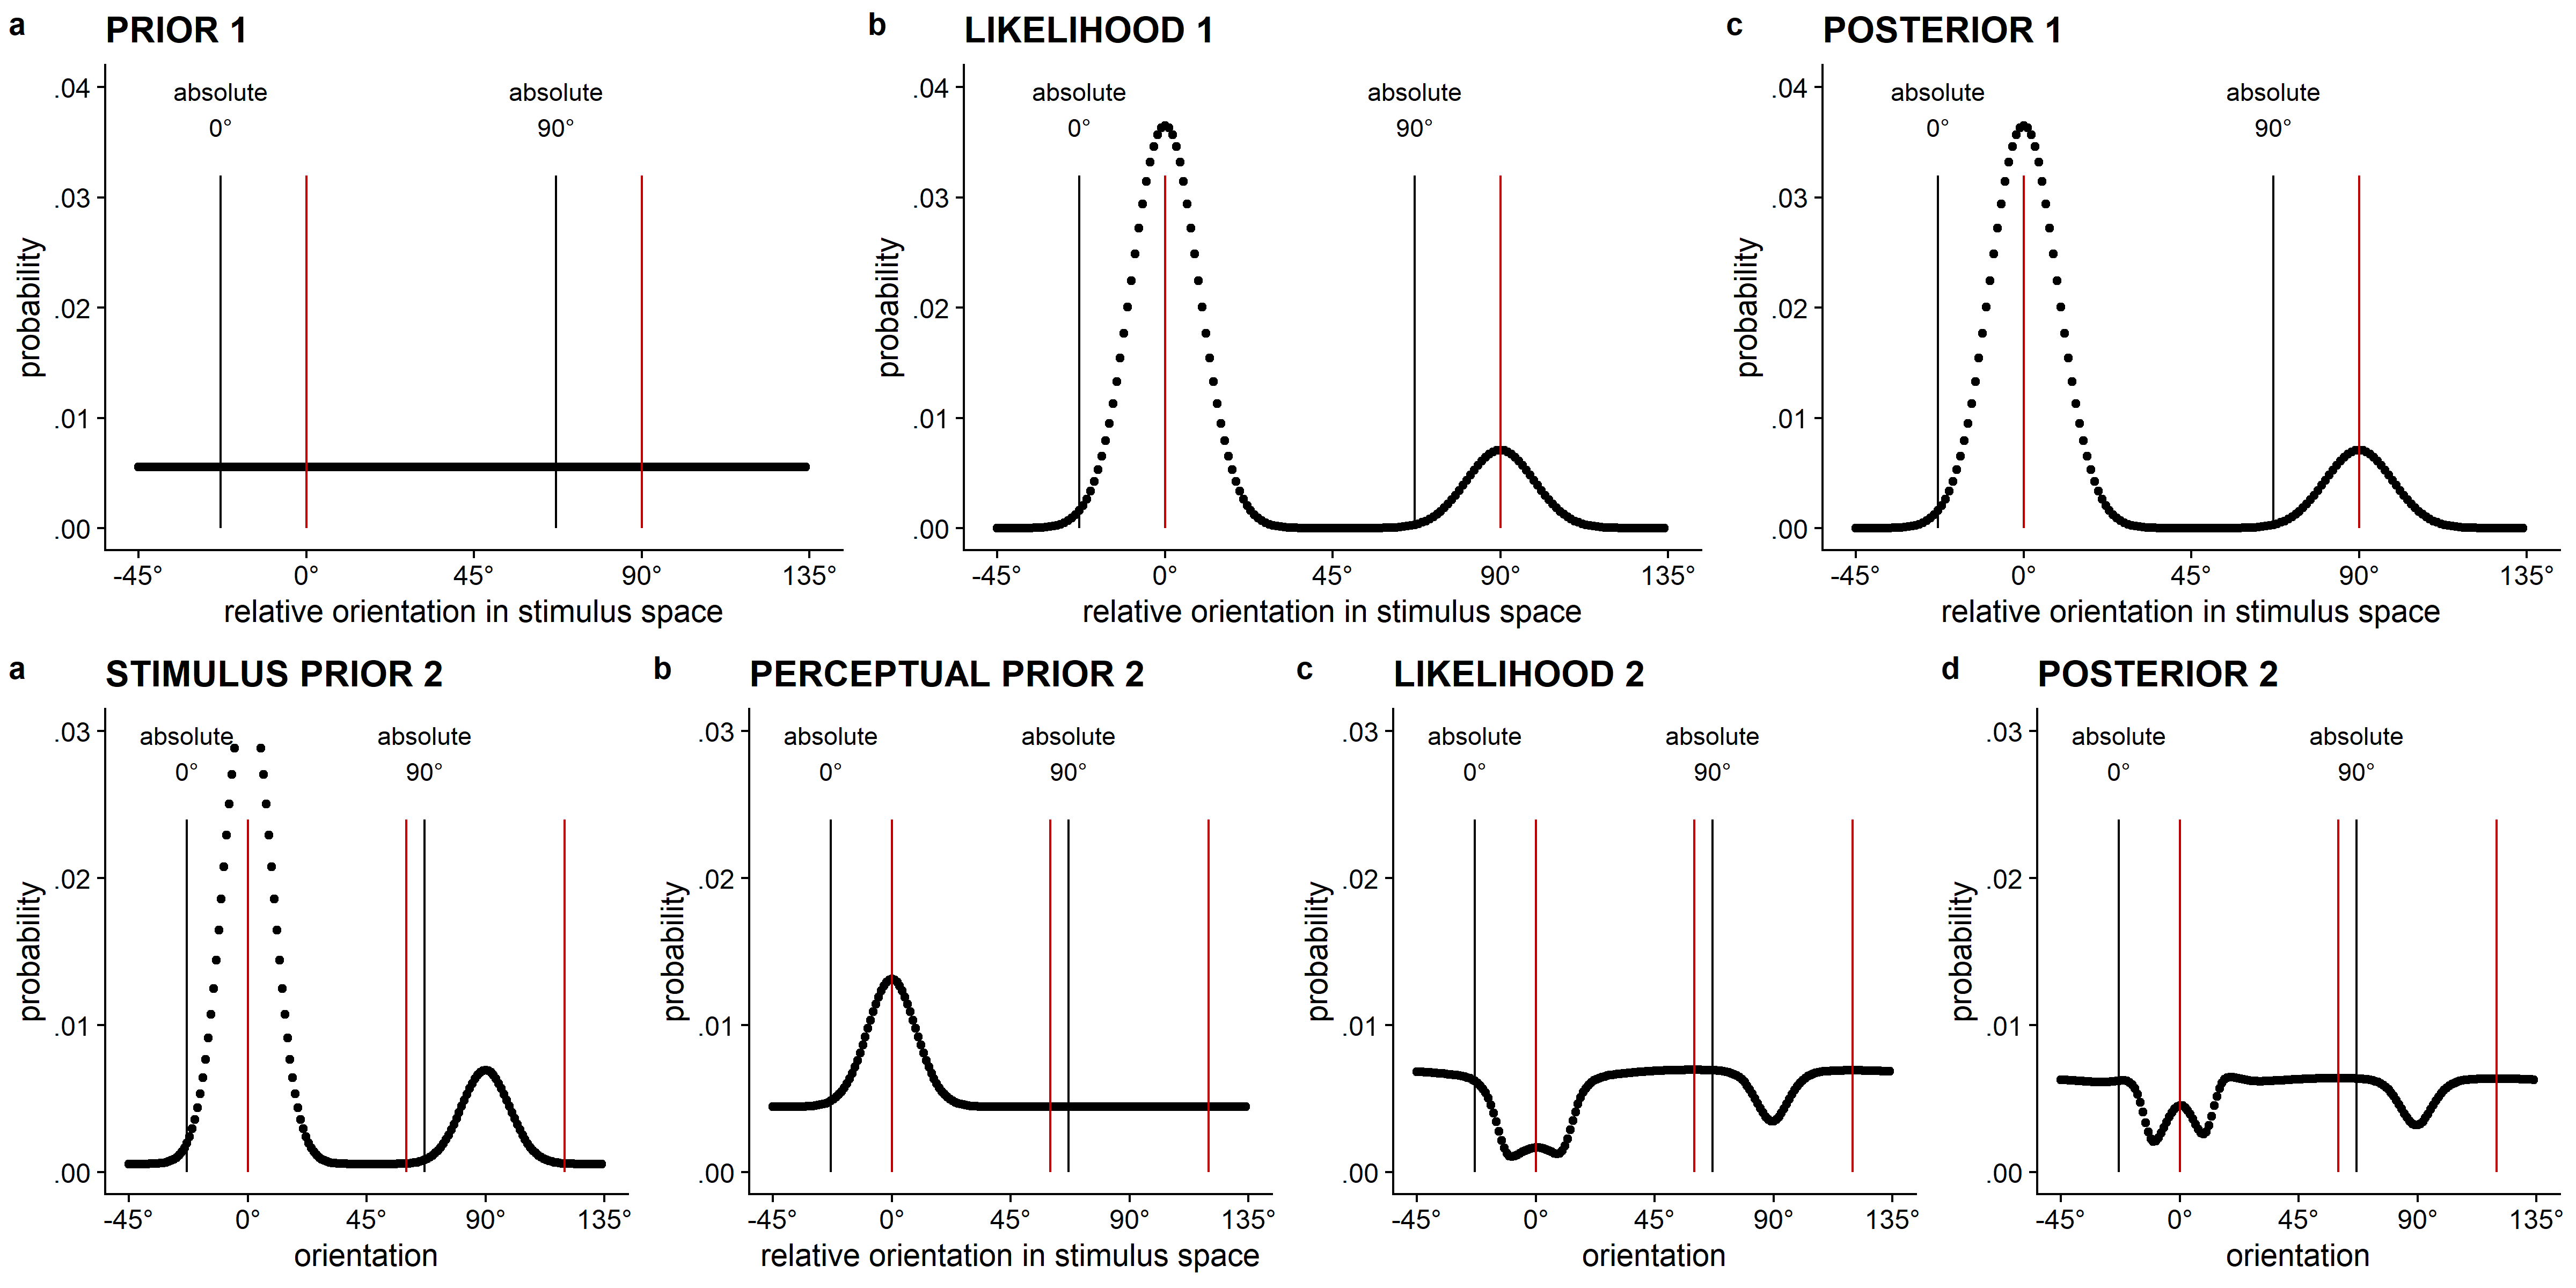 a PRIOR 1
absolute absolute
0° 90°
.04
.03
.02
.01
.00
probability
-45° 0° 45° 90° 135°
relative orientation in stimulus space
b LIKELIHOOD 1
absolute absolute
0° 90°
.04
.03
.02
.01
.00
probability
-45° 0° 45° 90° 135°
relative orientation in stimulus space
c POSTERIOR 1
absolute absolute
0° 90°
.04
.03
.02
.01
.00
probability
-45° 0° 45° 90° 135°
relative orientation in stimulus space
a STIMULUS PRIOR 2
absolute absolute
0° 90°
.03
.02
.01
.00
probability
-45° 0° 45° 90° 135°
orientation
b PERCEPTUAL PRIOR 2
absolute absolute
0° 90°
.03
.02
.01
.00
probability
-45° 0° 45° 90° 135°
relative orientation in stimulus space
c LIKELIHOOD 2
absolute absolute
0° 90°
.03
.02
.01
.00
probability
-45° 0° 45° 90° 135°
orientation
d POSTERIOR 2
absolute absolute
0° 90°
.03
.02
.01
.00
probability
-45° 0° 45° 90° 135°
orientation